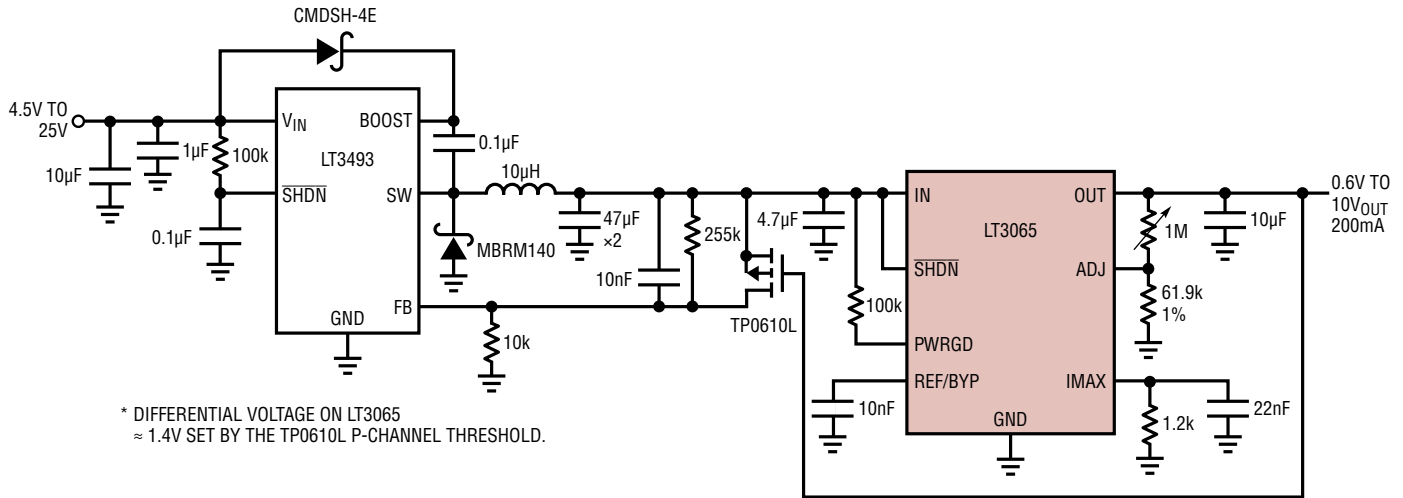 CMDSH-4E
4.5V TO
25V
10µF
1µF
100k
0.1µF
VIN
BOOST
LT3493
SHDN
SW
GND
FB
0.1µF
10µH
MBRM140
47µF
×2
10nF
255k
10k
TP0610L
4.7µF
100k
IN
OUT
LT3065
SHDN
ADJ
PWRGD
REF/BYP
IMAX
GND
10nF
1M
10µF
61.9k
1%
1.2k
22nF
0.6V TO
10VOUT
200mA
* DIFFERENTIAL VOLTAGE ON LT3065
≈ 1.4V SET BY THE TP0610L P-CHANNEL THRESHOLD.